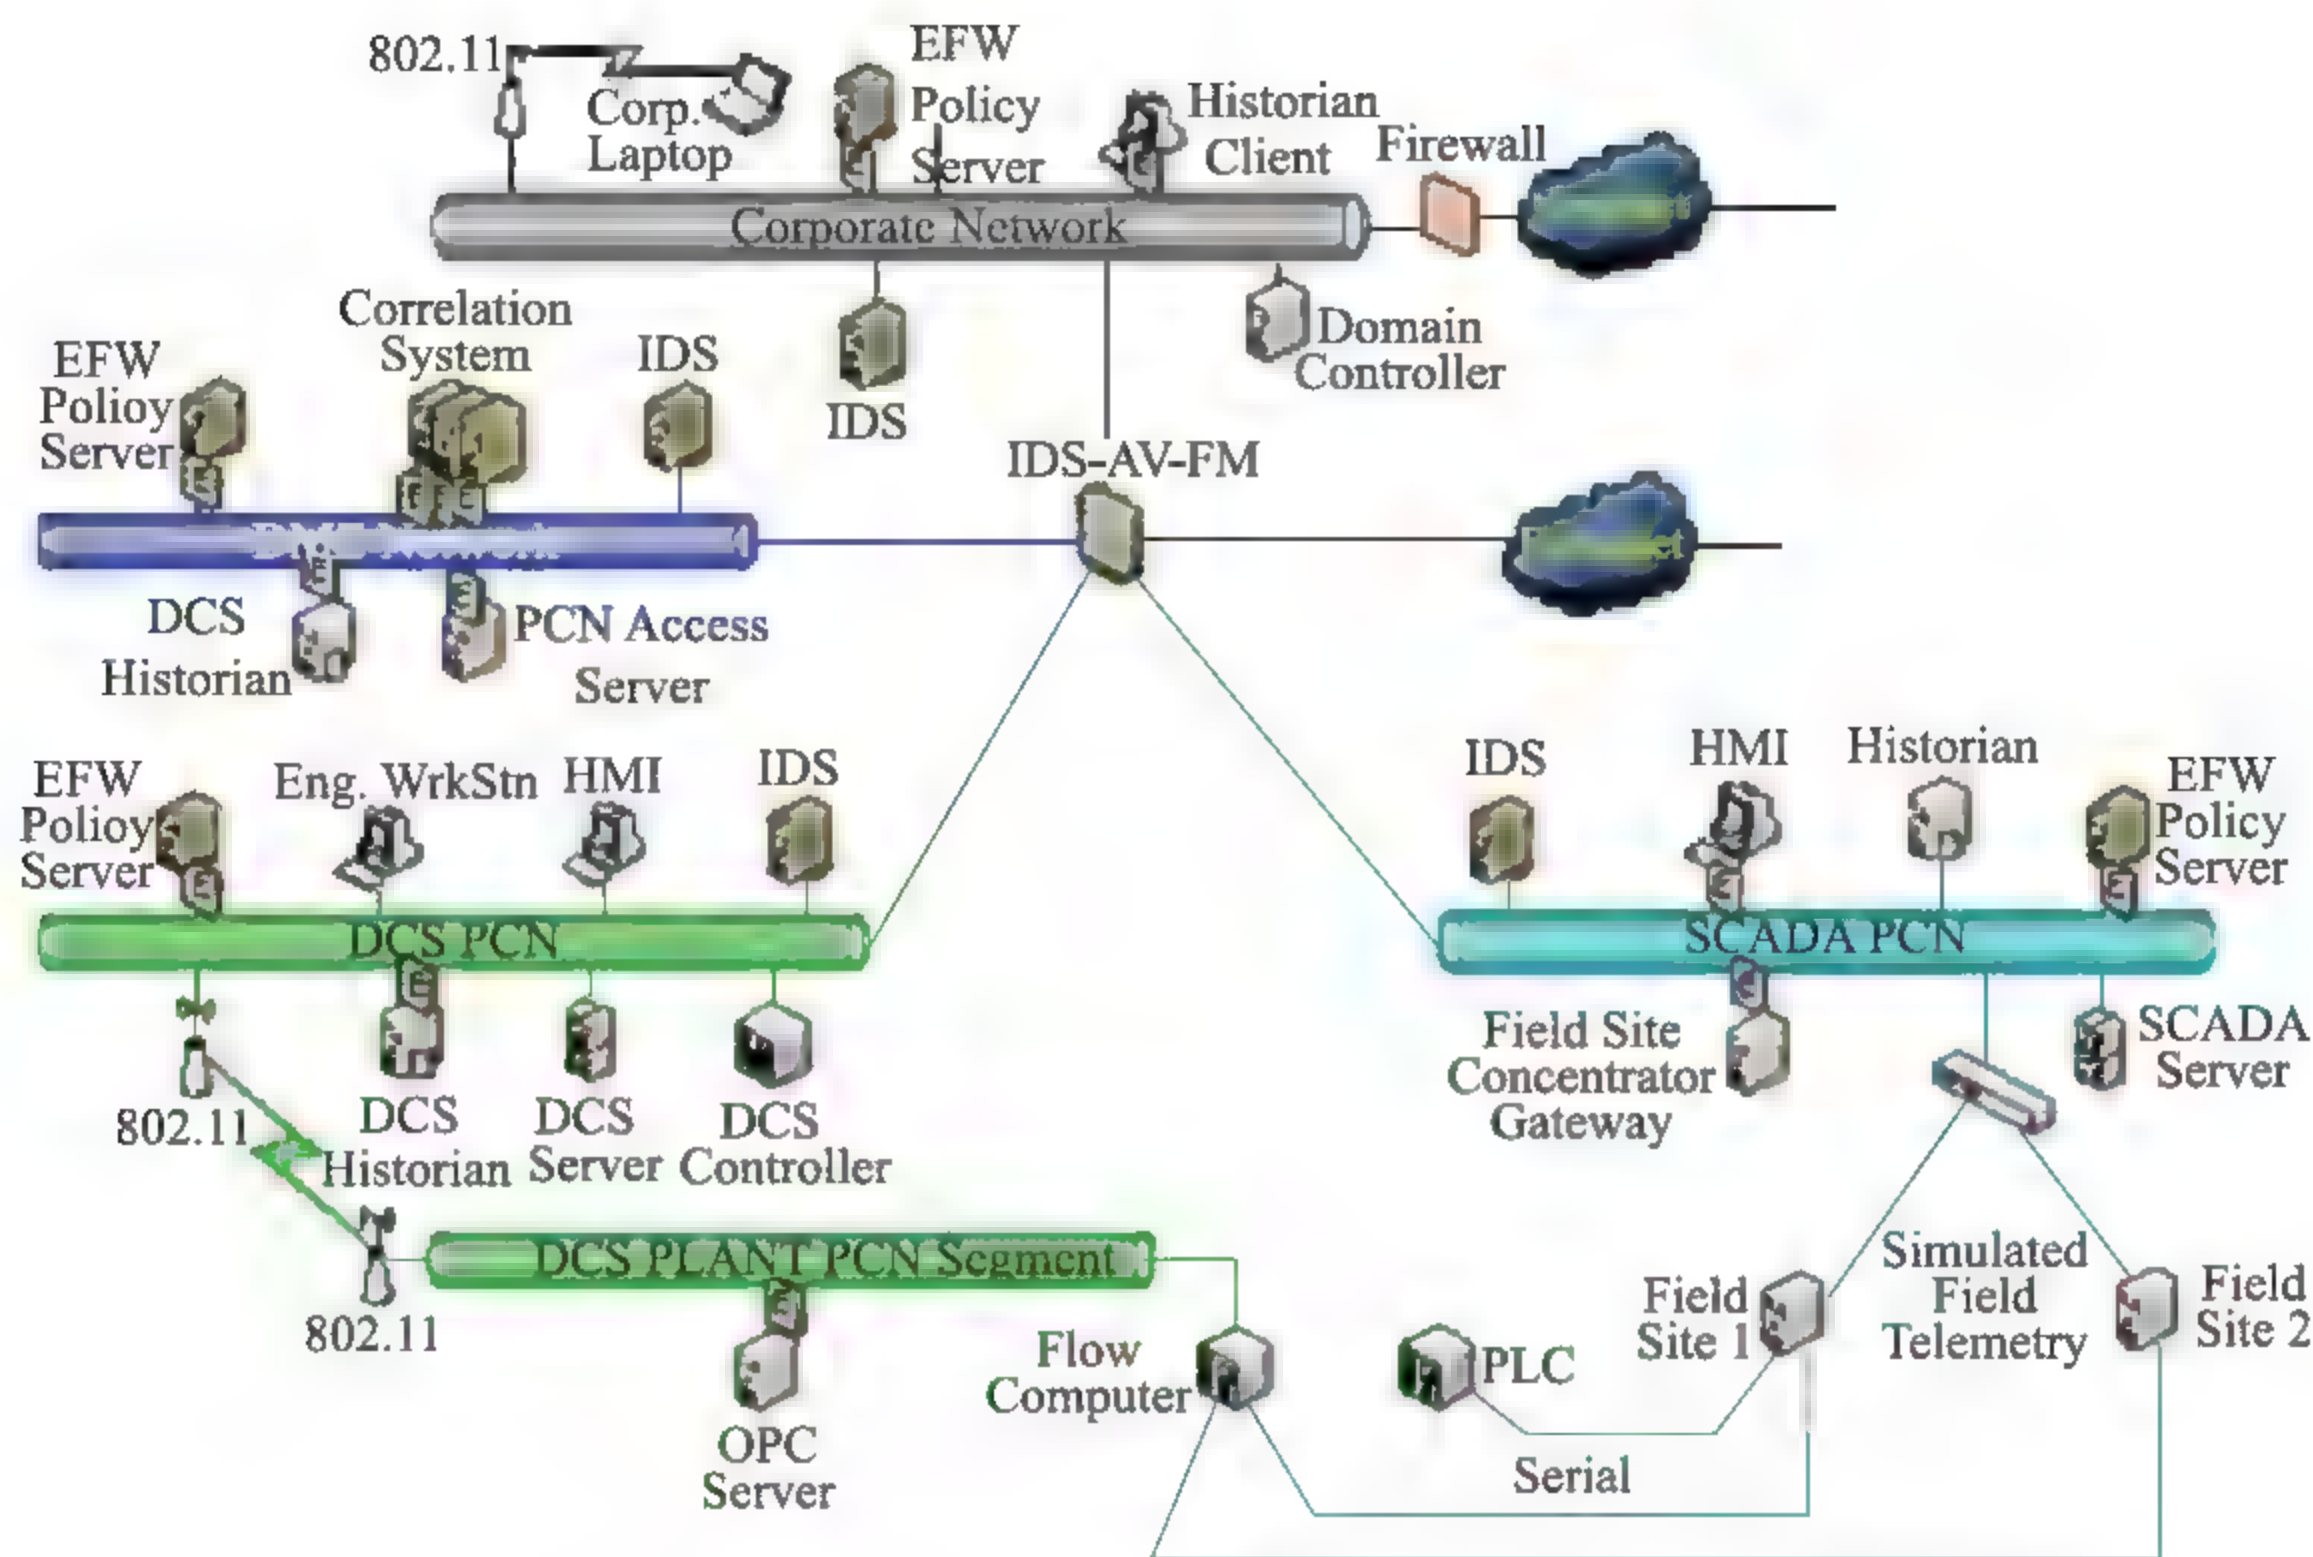 802.11
Corp.
Laptop
EFW
Policy
Server
Historian
Client
Firewall
Corporate Network
Correlation
System
IDS
EFW
Polioy
Server
IDS
Domain
Controller
IDS-AV-FM
DCS
Historian
PCN Access
Server
EFW
Polioy
Server
Eng. WrkStn
HMI
IDS
IDS
HMI
Historian
EFW
Policy
Server
DCS PCN
SCADA PCN
802.11
DCS
Historian
DCS
Server
DCS
Controller
Field Site
Concentrator
Gateway
SCADA
Server
DCS PLANT PCN Segment
802.11
OPC
Server
Flow
Computer
PLC
Field
Site 1
Simulated
Field
Telemetry
Field
Site 2
Serial